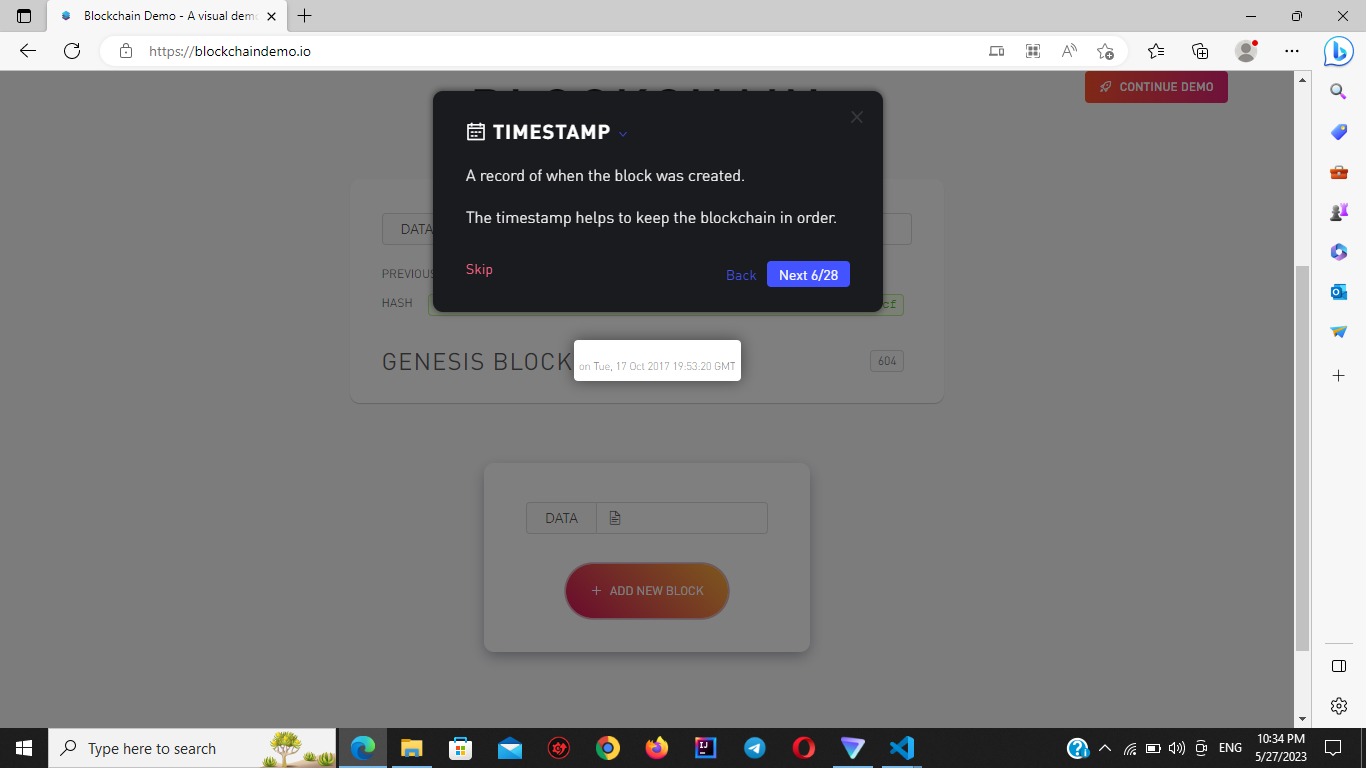 Blockchain Demo - A visual dem
https://blockchaindemo.io
CONTINUE DEMO
TIMESTAMP
A record of when the block was created.
The timestamp helps to keep the blockchain in order.
Skip
Back
Next 6/28
DATA
PREVIOUS
HASH
cf
GENESIS BLOCK
on Tue, 17 Oct 2017 19:53:20 GMT
604
DATA
+ ADD NEW BLOCK
Type here to search
ENG
10:34 PM
5/27/2023